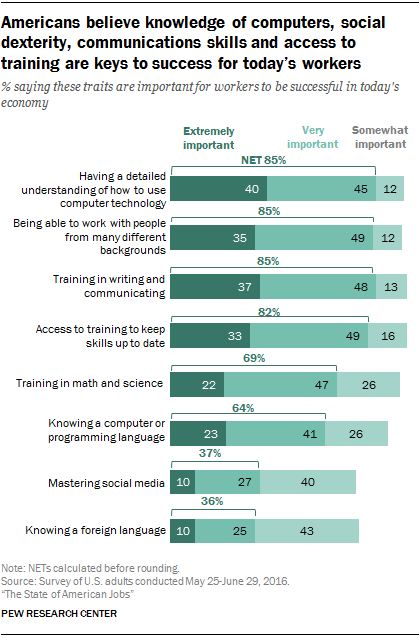 Americans believe knowledge of computers, social
dexterity, communications skills and access to
training are keys to success for today's workers
% saying these traits are important for workers to be successful in today's
economy
Extremely important
Very important
Somewhat important
Having a detailed
understanding of how to use
computer technology
NET 85%
40 45 12
Being able to work with people
from many different
backgrounds
85%
35 49 12
Training in writing and
communicating
85%
37 48 13
Access to training to keep
skills up to date
82%
33 49 16
Training in math and science
69%
22 47 26
Knowing a computer or
programming language
64%
23 41 26
Mastering social media
37%
10 27 40
Knowing a foreign language
36%
10 25 43
Note: NETs calculated before rounding.
Source: Survey of U.S. adults conducted May 25-June 29, 2016.
"The State of American Jobs"
PEW RESEARCH CENTER